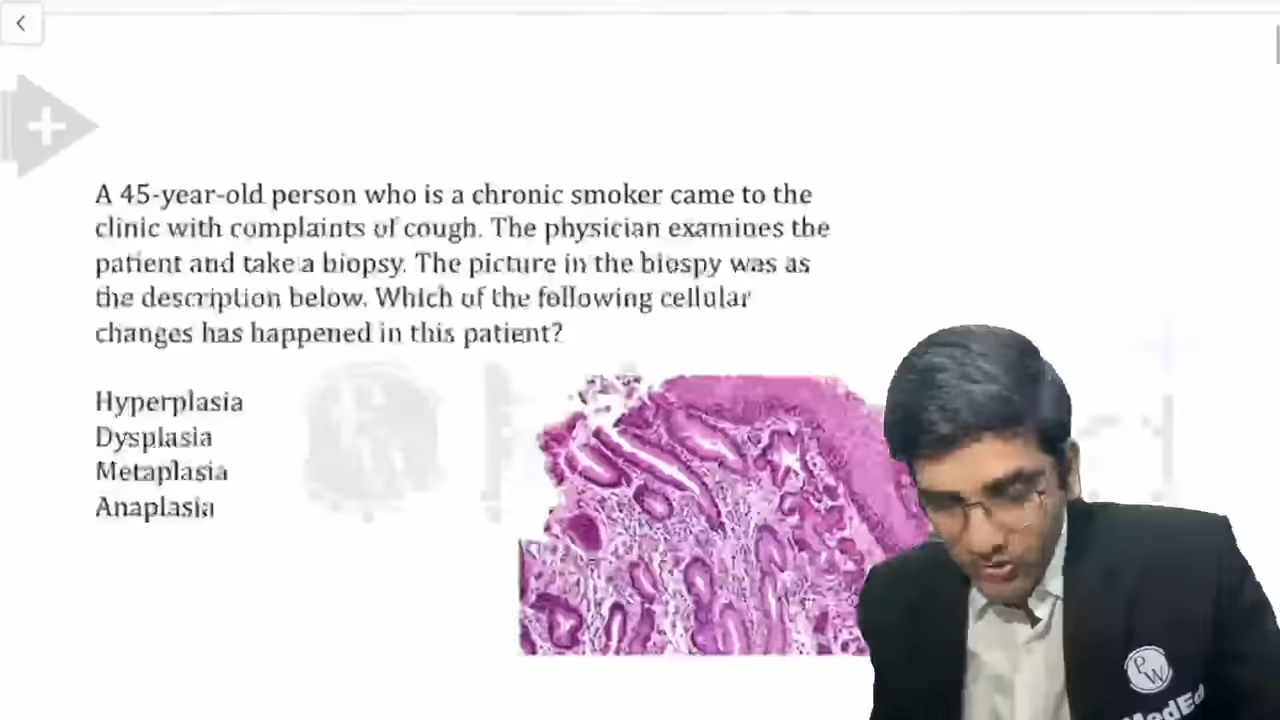 A 45-year-old person who is a chronic smoker came to the
clinic with complaints of cough. The physician examines the
patient and take a biopsy. The picture in the biospy was as
the description below. Which of the following cellular
changes has happened in this patient?
Hyperplasia
Dysplasia
Metaplasia
Anaplasia
PW
MedEd